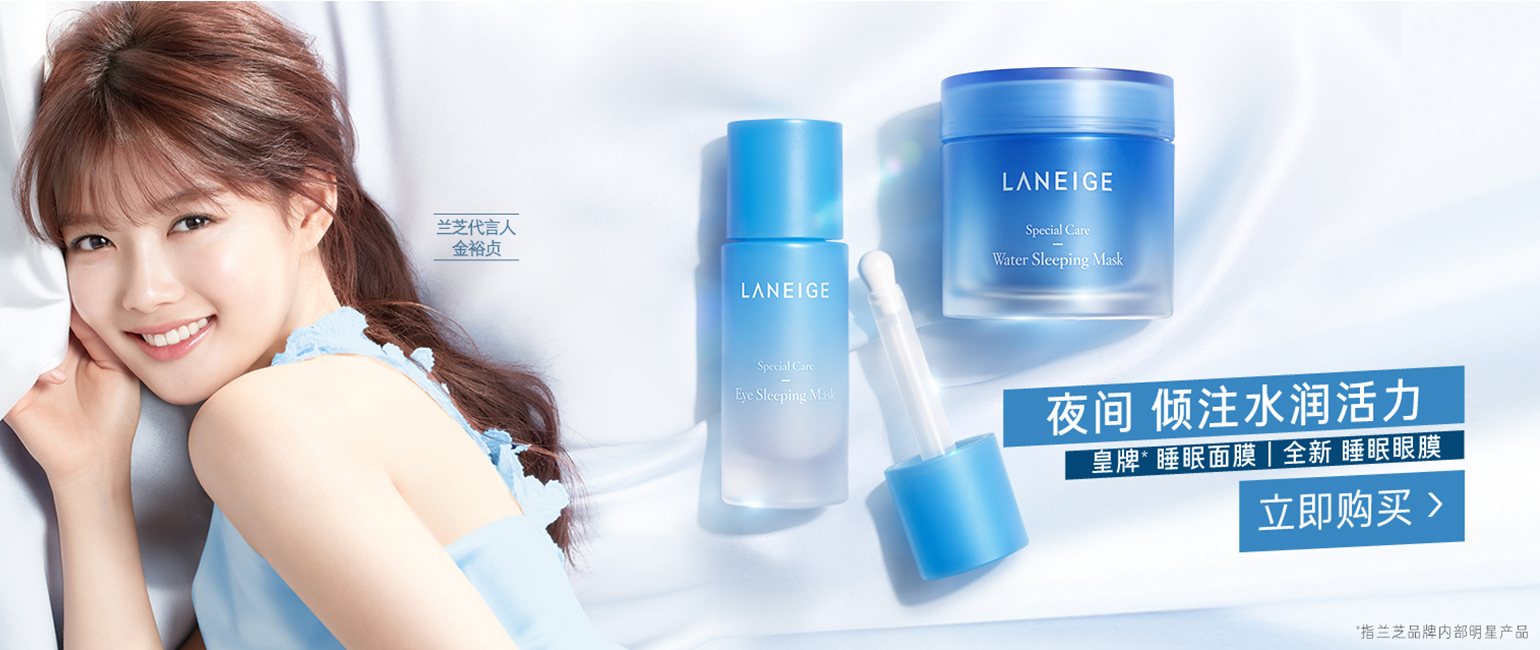 兰芝代言人
金裕贞
LANEIGE
Special Care
Eye Sleeping Mask
LANEIGE
Special Care
Water Sleeping Mask
夜间 倾注水润活力
皇牌* 睡眠面膜 | 全新 睡眠眼膜
立即购买 >
*指兰芝品牌内部明星产品